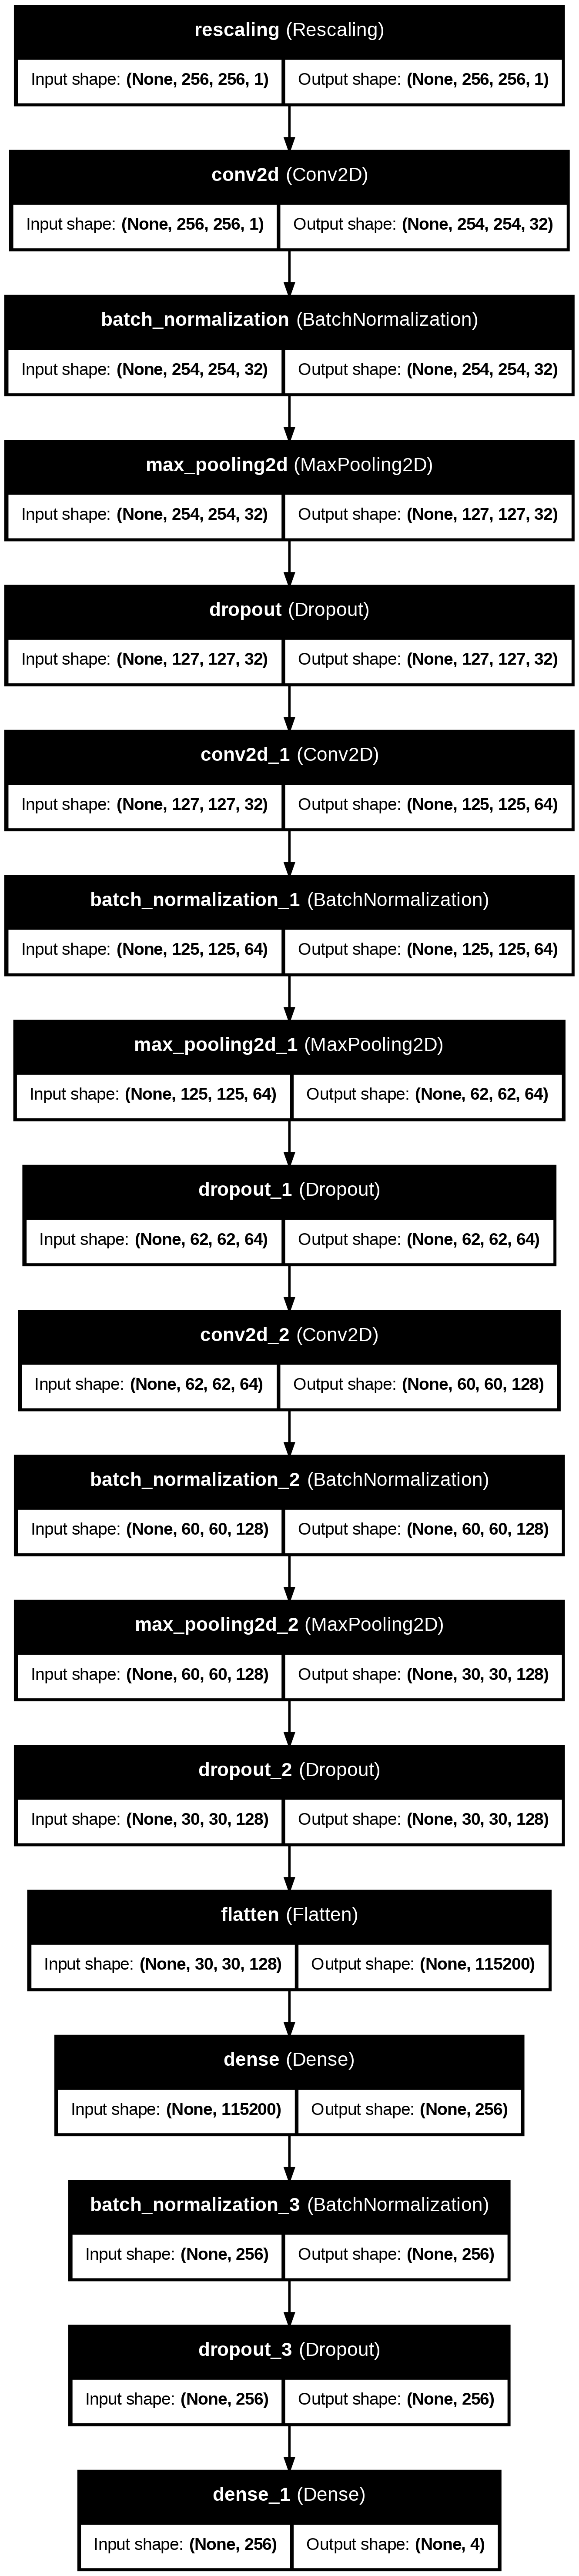 rescaling (Rescaling)
Input shape: (None, 256, 256, 1) Output shape: (None, 256, 256, 1)
conv2d (Conv2D)
Input shape: (None, 256, 256, 1) Output shape: (None, 254, 254, 32)
batch_normalization (BatchNormalization)
Input shape: (None, 254, 254, 32) Output shape: (None, 254, 254, 32)
max_pooling2d (MaxPooling2D)
Input shape: (None, 254, 254, 32) Output shape: (None, 127, 127, 32)
dropout (Dropout)
Input shape: (None, 127, 127, 32) Output shape: (None, 127, 127, 32)
conv2d_1 (Conv2D)
Input shape: (None, 127, 127, 32) Output shape: (None, 125, 125, 64)
batch_normalization_1 (BatchNormalization)
Input shape: (None, 125, 125, 64) Output shape: (None, 125, 125, 64)
max_pooling2d_1 (MaxPooling2D)
Input shape: (None, 125, 125, 64) Output shape: (None, 62, 62, 64)
dropout_1 (Dropout)
Input shape: (None, 62, 62, 64) Output shape: (None, 62, 62, 64)
conv2d_2 (Conv2D)
Input shape: (None, 62, 62, 64) Output shape: (None, 60, 60, 128)
batch_normalization_2 (BatchNormalization)
Input shape: (None, 60, 60, 128) Output shape: (None, 60, 60, 128)
max_pooling2d_2 (MaxPooling2D)
Input shape: (None, 60, 60, 128) Output shape: (None, 30, 30, 128)
dropout_2 (Dropout)
Input shape: (None, 30, 30, 128) Output shape: (None, 30, 30, 128)
flatten (Flatten)
Input shape: (None, 30, 30, 128) Output shape: (None, 115200)
dense (Dense)
Input shape: (None, 115200) Output shape: (None, 256)
batch_normalization_3 (BatchNormalization)
Input shape: (None, 256) Output shape: (None, 256)
dropout_3 (Dropout)
Input shape: (None, 256) Output shape: (None, 256)
dense_1 (Dense)
Input shape: (None, 256) Output shape: (None, 4)